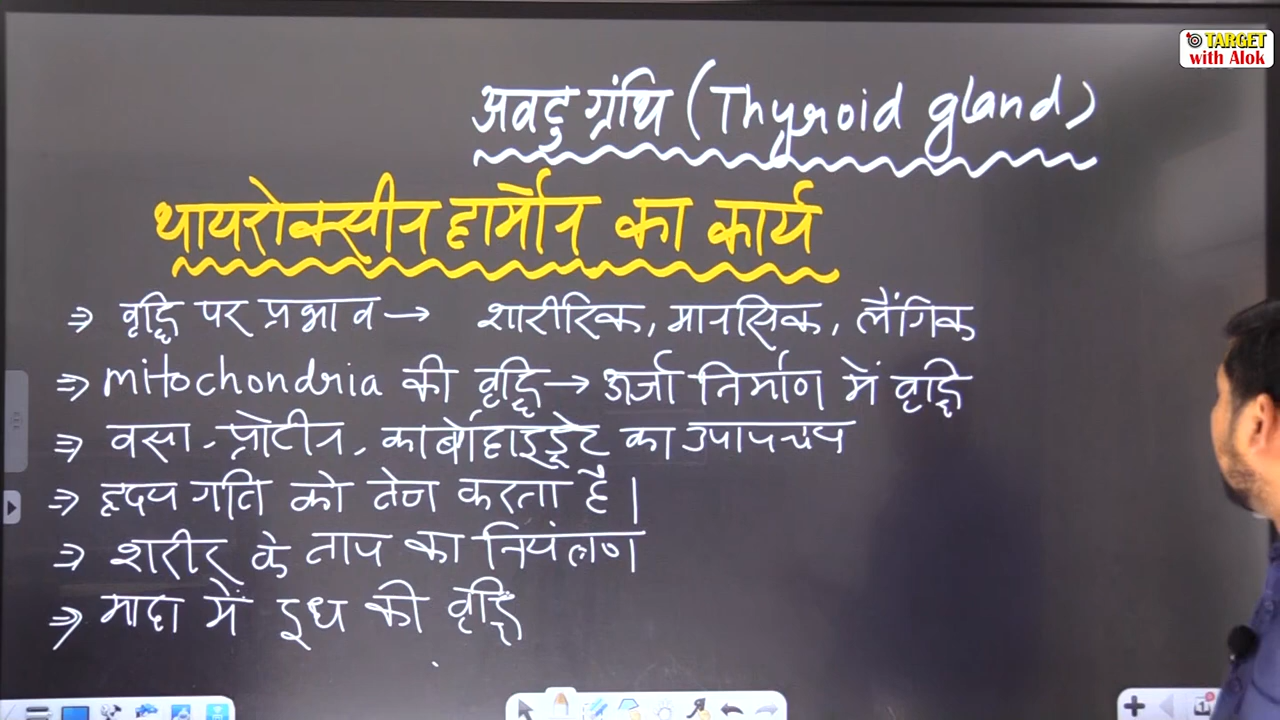 TARGET
with Alok
अवटु ग्रंथि (Thyroid gland)
थायरोक्सीन हार्मोन का कार्य
⇒ वृद्धि पर प्रभाव → शारीरिक, मानसिक, लैंगिक
⇒ mitochondria की वृद्धि → ऊर्जा निर्माण में वृद्धि
⇒ वसा, प्रोटीन, कार्बोहाइड्रेट का उपापचय
⇒ हृदय गति को तेज करता है।
⇒ शरीर के ताप का नियंत्रण
⇒ मादा में दुध की वृद्धि